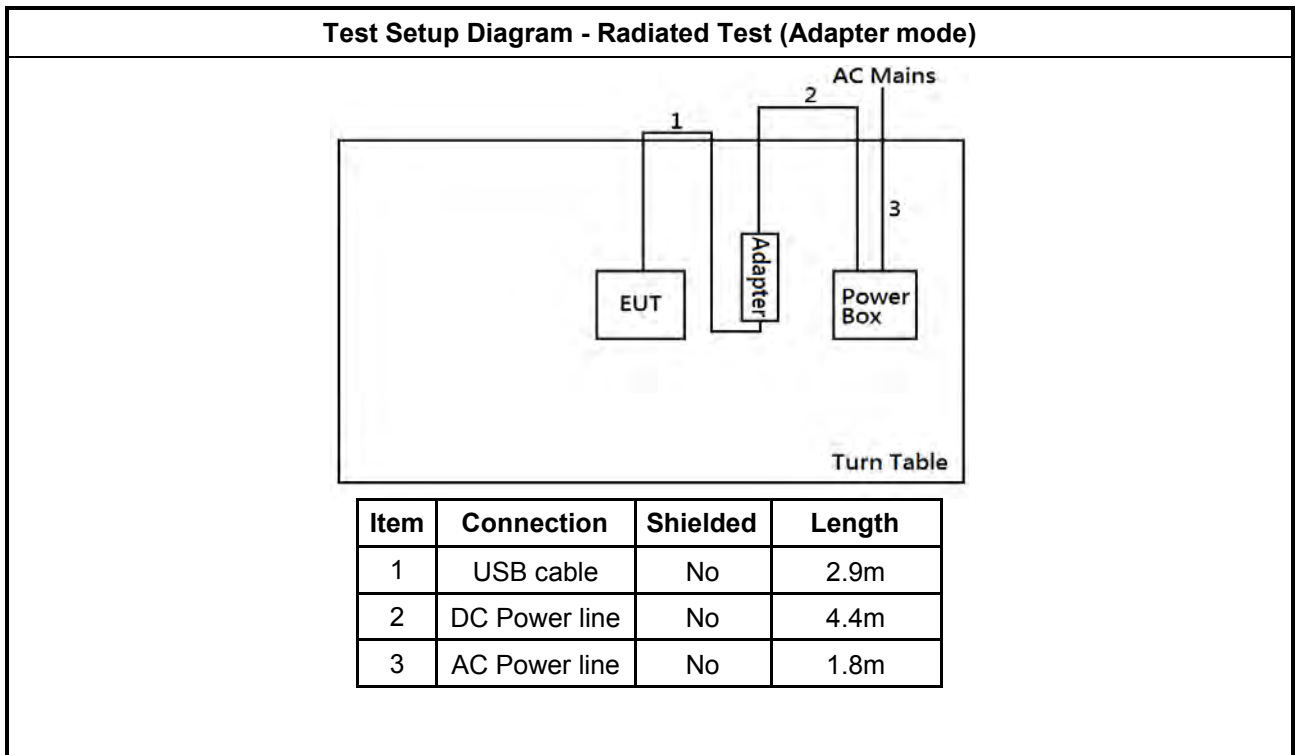 Test Setup Diagram - Radiated Test (Adapter mode)
AC Mains
2
1
3
Adapter
EUT
Power
Box
Turn Table
Item Connection Shielded Length
1 USB cable No 2.9m
2 DC Power line No 4.4m
3 AC Power line No 1.8m